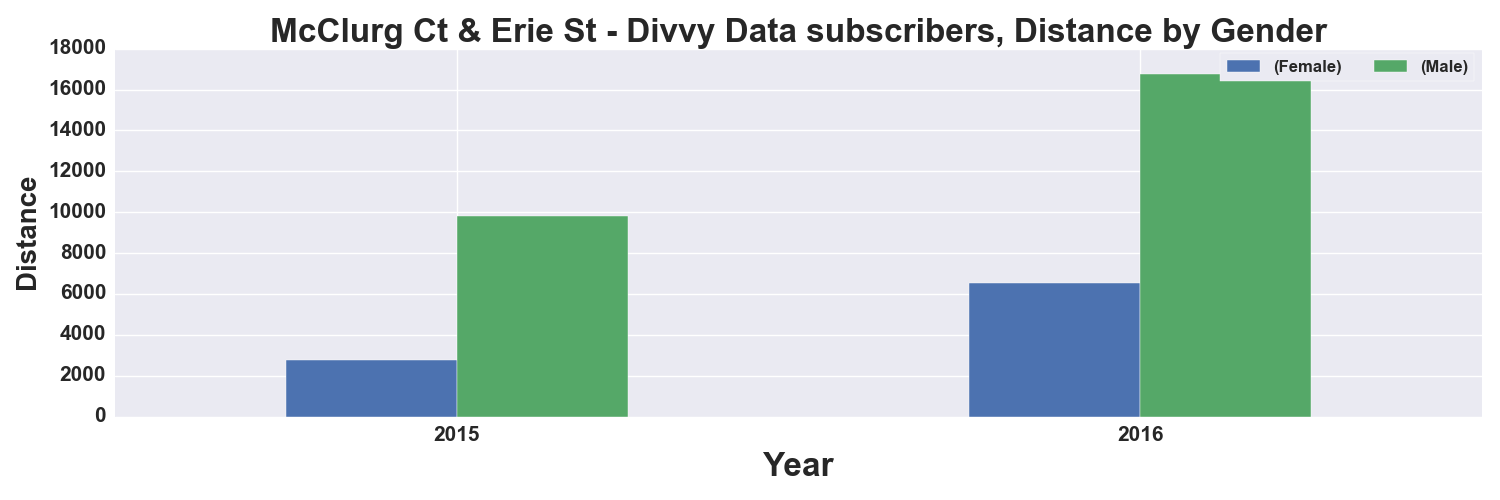 McClurg Ct & Erie St - Divvy Data subscribers, Distance by Gender
18000
16000
14000
12000
10000
8000
6000
4000
2000
0
Distance
(Female) (Male)
2015 2016
Year